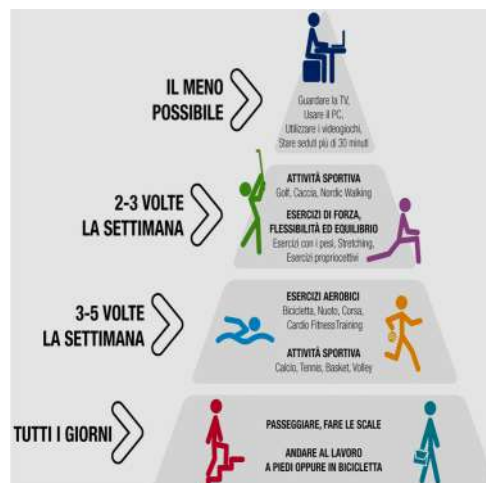 IL MENO
POSSIBILE
Guardare la TV,
Usare il PC,
Utilizzare i videogiochi,
Stare seduti più di 30 minuti
2-3 VOLTE
LA SETTIMANA
ATTIVITÀ SPORTIVA
Golf, Caccia, Nordic Walking
ESERCIZI DI FORZA,
FLESSIBILITÀ ED EQUILIBRIO
Esercizi con i pesi, Stretching,
Esercizi propriocettivi
3-5 VOLTE
LA SETTIMANA
ESERCIZI AEROBICI
Bicicletta, Nuoto, Corsa,
Cardio FitnessTraining
ATTIVITÀ SPORTIVA
Calcio, Tennis, Basket, Volley
TUTTI I GIORNI
PASSEGGIARE, FARE LE SCALE
ANDARE AL LAVORO
A PIEDI OPPURE IN BICICLETTA